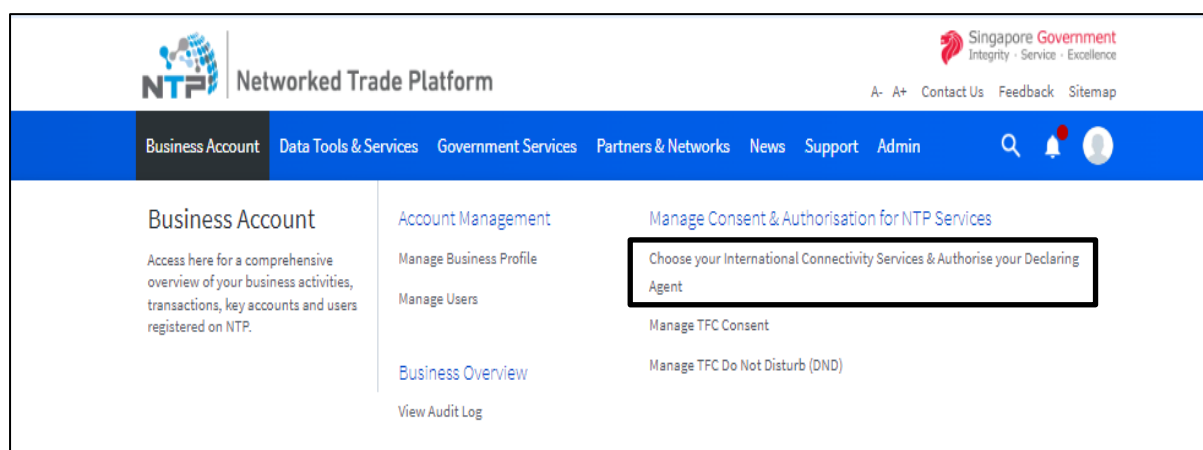 Singapore Government
Integrity · Service · Excellence
NTP
Networked Trade Platform
A- A+ Contact Us Feedback Sitemap
Business Account Data Tools & Services Government Services Partners & Networks News Support Admin
Business Account
Access here for a comprehensive
overview of your business activities,
transactions, key accounts and users
registered on NTP.
Account Management
Manage Business Profile
Manage Users
Business Overview
View Audit Log
Manage Consent & Authorisation for NTP Services
Choose your International Connectivity Services & Authorise your Declaring
Agent
Manage TFC Consent
Manage TFC Do Not Disturb (DND)